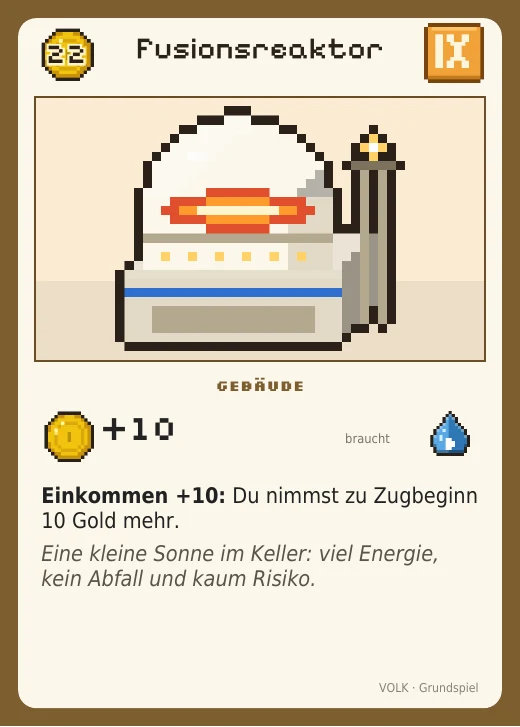 22 Fusionsreaktor IX
GEBÄUDE
+10 braucht
Einkommen +10: Du nimmst zu Zugbeginn
10 Gold mehr.
Eine kleine Sonne im Keller: viel Energie,
kein Abfall und kaum Risiko.
VOLK · Grundspiel